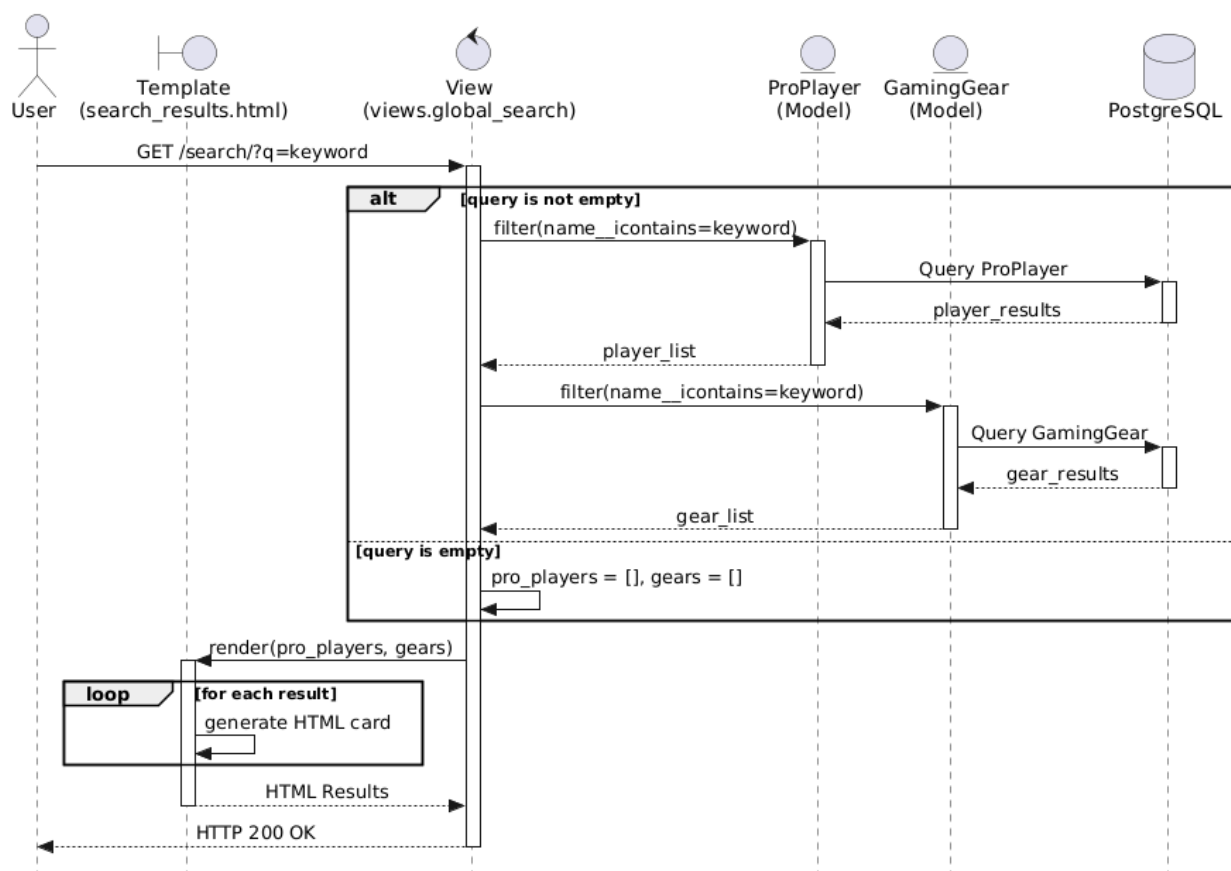 User
Template
(search_results.html)
View
(views.global_search)
ProPlayer
(Model)
GamingGear
(Model)
PostgreSQL
GET /search/?q=keyword
alt
[query is not empty]
filter(name__icontains=keyword)
Query ProPlayer
player_results
player_list
filter(name__icontains=keyword)
Query GamingGear
gear_results
gear_list
[query is empty]
pro_players = [], gears = []
render(pro_players, gears)
loop
[for each result]
generate HTML card
HTML Results
HTTP 200 OK